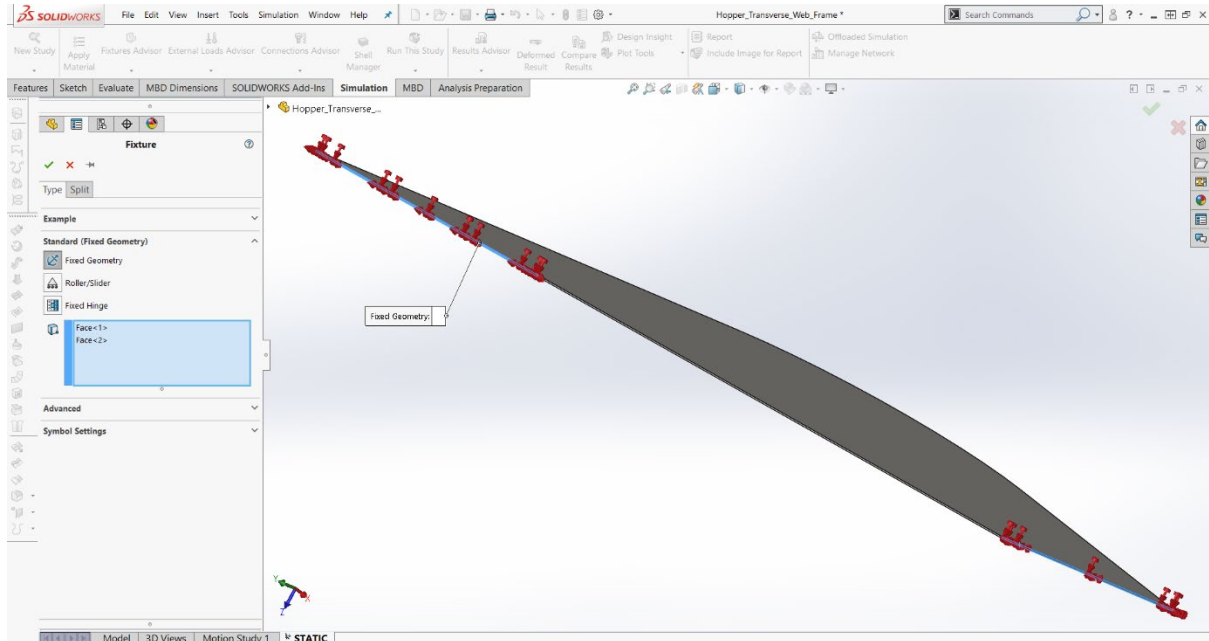 SOLIDWORKS File Edit View Insert Tools Simulation Window Help Hopper_Transverse_Web_Frame * Search Commands ?
New Study Apply Material Fixtures Advisor External Loads Advisor Connections Advisor Shell Manager Run This Study Results Advisor Deformed Result Compare Results Design Insight Plot Tools Report Include Image for Report Offloaded Simulation Manage Network
Features Sketch Evaluate MBD Dimensions SOLIDWORKS Add-Ins Simulation MBD Analysis Preparation
Hopper_Transverse_...
Fixture
Type Split
Example
Standard (Fixed Geometry)
Fixed Geometry
Roller/Slider
Fixed Hinge
Face<1>
Face<2>
Advanced
Symbol Settings
Fixed Geometry:
Y
X
Z
Model 3D Views Motion Study 1 STATIC